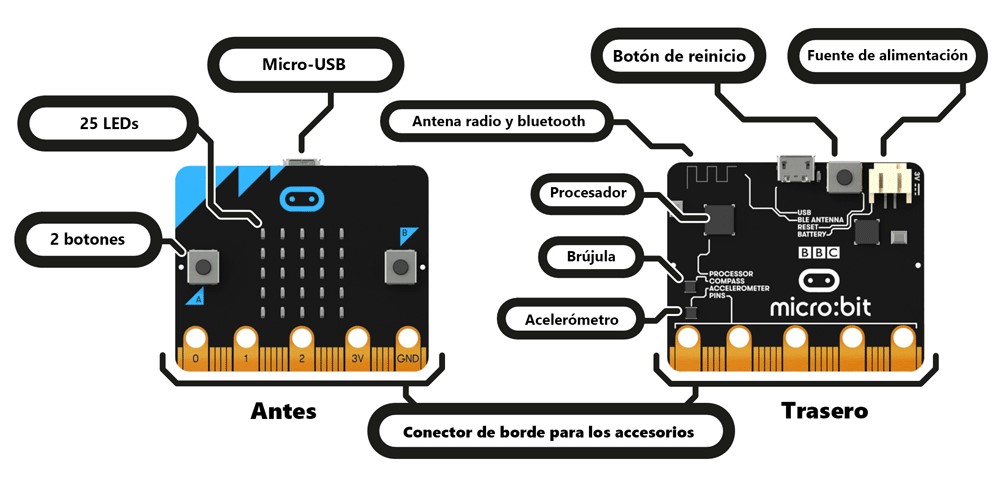 Micro-USB
25 LEDs
2 botones
A
B
0
1
2
3V
GND
Antes
Botón de reinicio
Fuente de alimentación
Antena radio y bluetooth
Procesador
Brújula
Acelerómetro
3V
USB
BLE ANTENNA
RESET
BATTERY
BBC
PROCESSOR
COMPASS
ACCELEROMETER
PINS
micro:bit
Trasero
Conector de borde para los accesorios